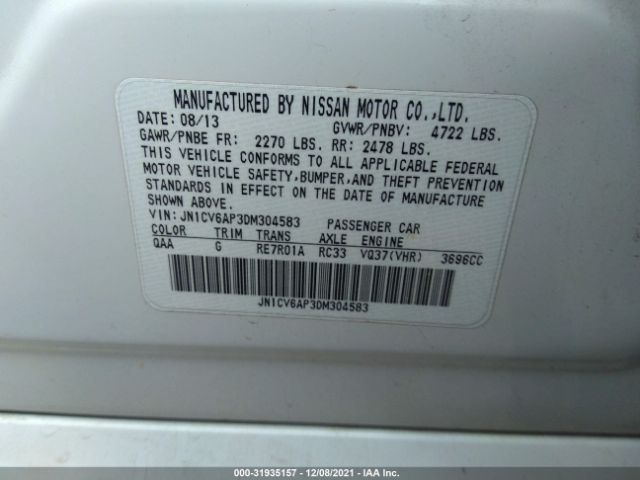 MANUFACTURED BY NISSAN MOTOR CO.,LTD.
DATE: 08/13 GVWR/PNBV: 4722 LBS.
GAWR/PNBE FR: 2270 LBS. RR: 2478 LBS.
THIS VEHICLE CONFORMS TO ALL APPLICABLE FEDERAL
MOTOR VEHICLE SAFETY,BUMPER,AND THEFT PREVENTION
STANDARDS IN EFFECT ON THE DATE OF MANUFACTURE
SHOWN ABOVE.
VIN: JN1CV6AP3DM304583 PASSENGER CAR
COLOR TRIM TRANS AXLE ENGINE
QAA G RE7R01A RC33 VQ37(VHR) 3696CC
JN1CV6AP3DM304583
000-31935157 - 12/08/2021 - IAA Inc.